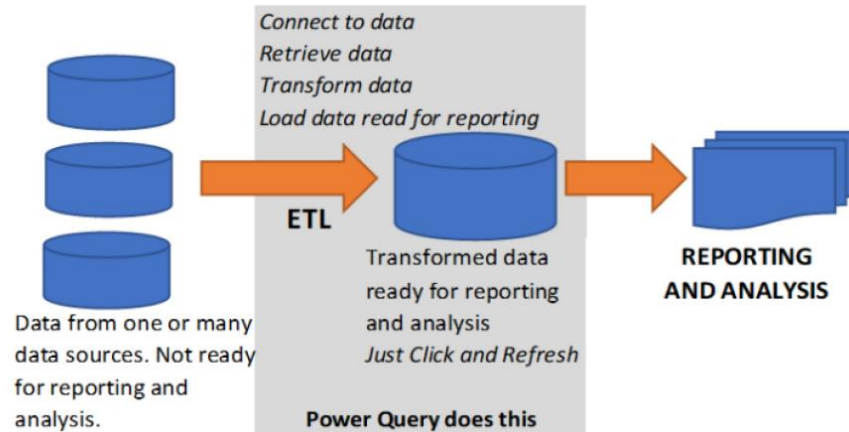 Connect to data
Retrieve data
Transform data
Load data read for reporting
ETL
Data from one or many
data sources. Not ready
for reporting and
analysis.
Transformed data
ready for reporting
and analysis
Just Click and Refresh
Power Query does this
REPORTING
AND ANALYSIS